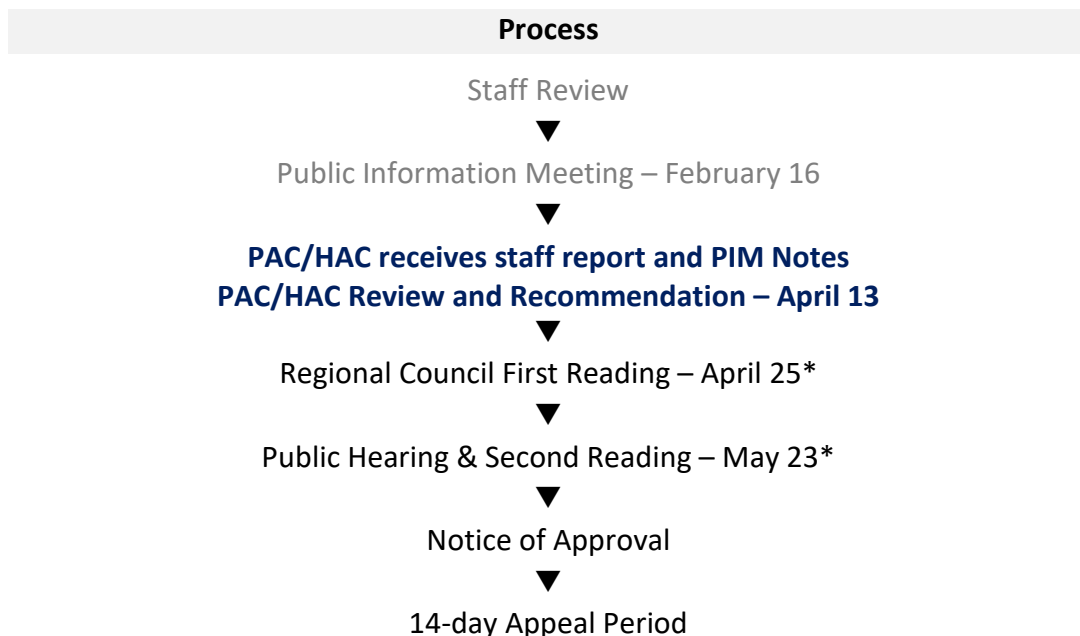 Process
Staff Review
Public Information Meeting – February 16
PAC/HAC receives staff report and PIM Notes
PAC/HAC Review and Recommendation – April 13
Regional Council First Reading – April 25*
Public Hearing & Second Reading – May 23*
Notice of Approval
14-day Appeal Period